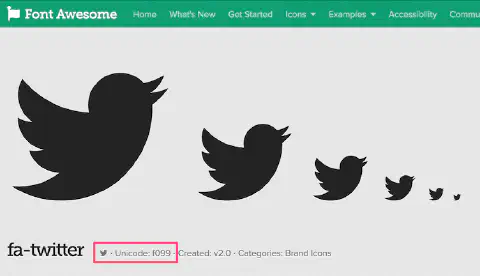 Font Awesome Home What's New Get Started Icons Examples Accessibility Commu
fa-twitter · Unicode: f099 · Created: v2.0 · Categories: Brand Icons